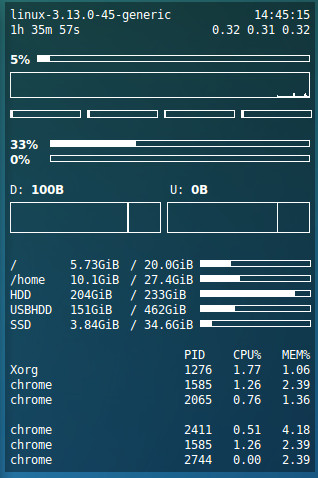 linux-3.13.0-45-generic 14:45:15
1h 35m 57s 0.32 0.31 0.32
5%
33%
0%
D: 100B U: 0B
/ 5.73GiB / 20.0GiB
/home 10.1GiB / 27.4GiB
HDD 204GiB / 233GiB
USBHDD 151GiB / 462GiB
SSD 3.84GiB / 34.6GiB
PID CPU% MEM%
Xorg 1276 1.77 1.06
chrome 1585 1.26 2.39
chrome 2065 0.76 1.36
chrome 2411 0.51 4.18
chrome 1585 1.26 2.39
chrome 2744 0.00 2.39